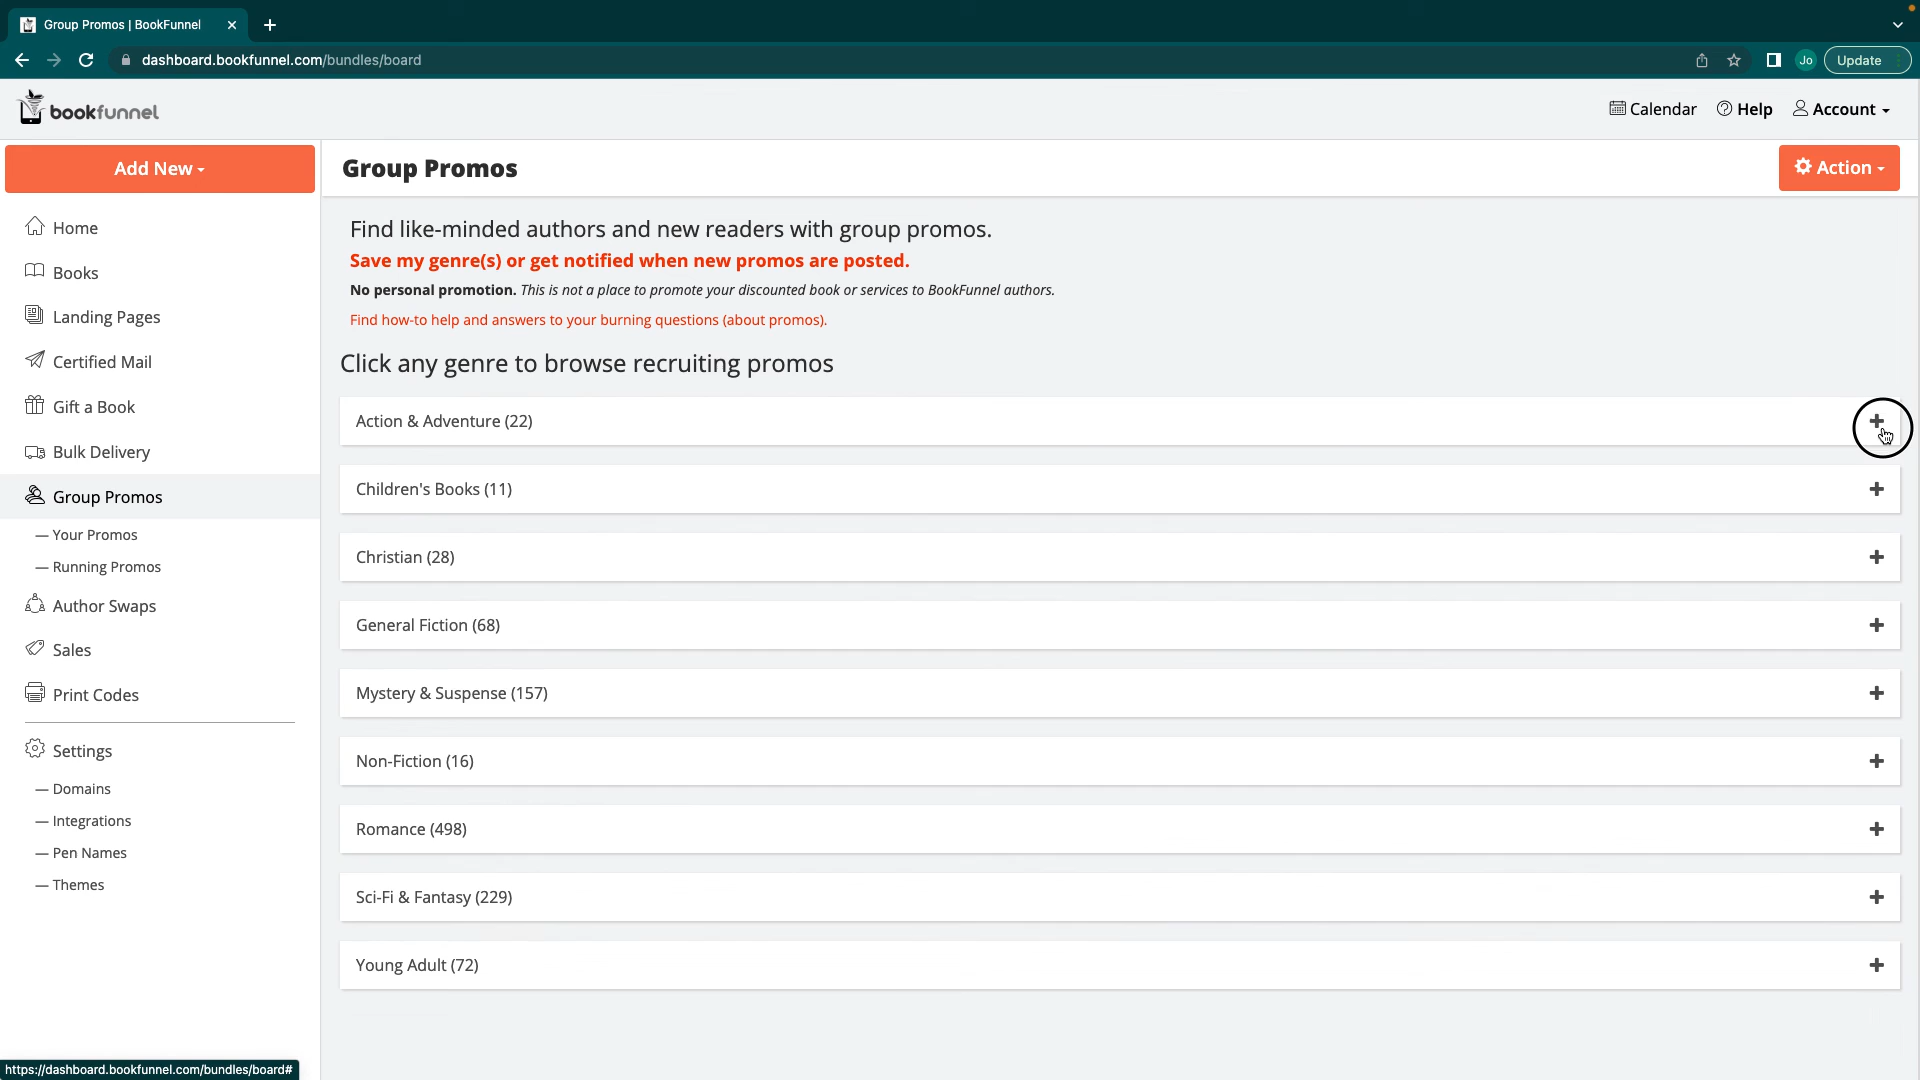 Group Promos | BookFunnel
dashboard.bookfunnel.com/bundles/board
Jo
Update
bookfunnel
Calendar
Help
Account
Add New
Group Promos
Action
Home
Books
Landing Pages
Certified Mail
Gift a Book
Bulk Delivery
Group Promos
— Your Promos
— Running Promos
Author Swaps
Sales
Print Codes
Settings
— Domains
— Integrations
— Pen Names
— Themes
Find like-minded authors and new readers with group promos.
Save my genre(s) or get notified when new promos are posted.
No personal promotion. This is not a place to promote your discounted book or services to BookFunnel authors.
Find how-to help and answers to your burning questions (about promos).
Click any genre to browse recruiting promos
Action & Adventure (22)
Children's Books (11)
Christian (28)
General Fiction (68)
Mystery & Suspense (157)
Non-Fiction (16)
Romance (498)
Sci-Fi & Fantasy (229)
Young Adult (72)
https://dashboard.bookfunnel.com/bundles/board#